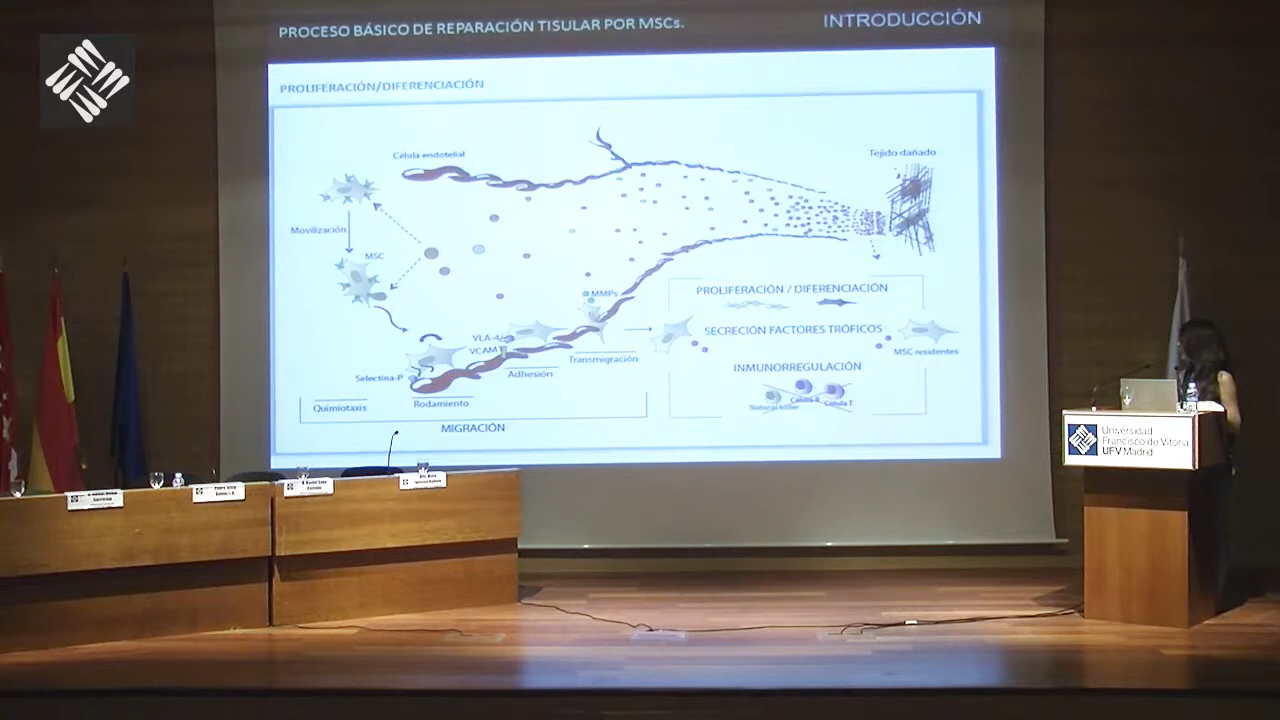 PROCESO BÁSICO DE REPARACIÓN TISULAR POR MSCs.
INTRODUCCIÓN
PROLIFERACIÓN/DIFERENCIACIÓN
Célula endotelial
Tejido dañado
Movilización
MSC
MMPs
PROLIFERACIÓN / DIFERENCIACIÓN
VLA-4
VCAM
SECRECIÓN FACTORES TRÓFICOS
MSC residentes
Transmigración
Adhesión
Selectina-P
INMUNORREGULACIÓN
Célula B
Célula T
Natural killer
Quimiotaxis
Rodamiento
MIGRACIÓN
Universidad
Francisco de Vitoria
UFV Madrid